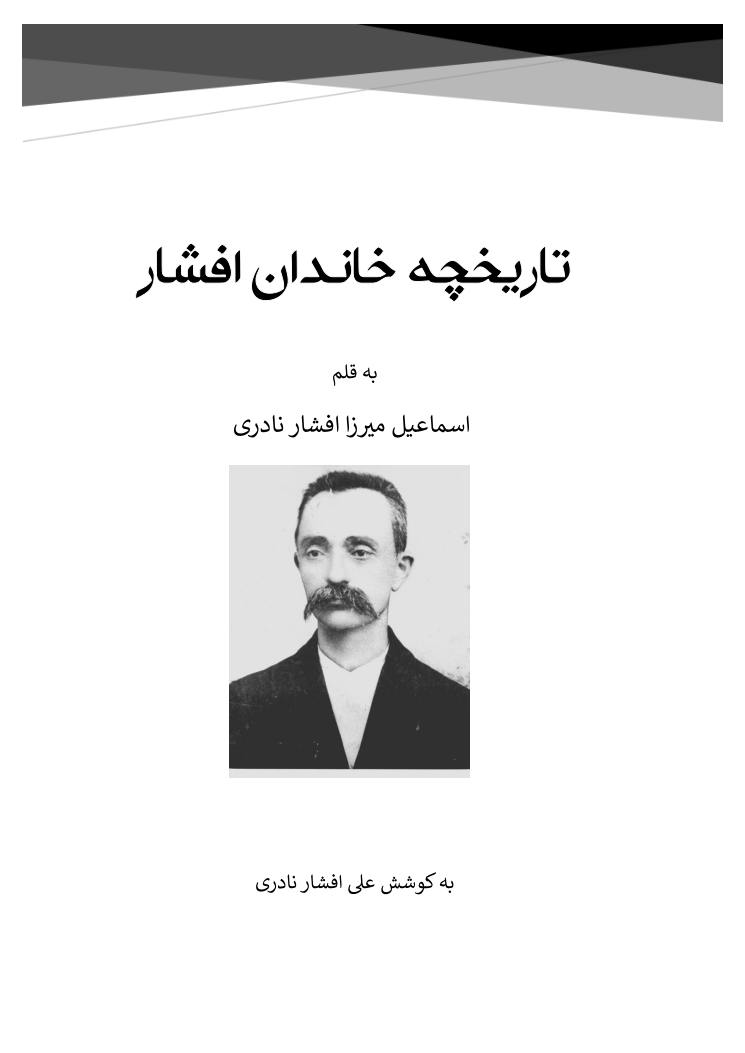 تاریخچه خاندان افشار
به قلم
اسماعیل میرزا افشار نادری
به کوشش علی افشار نادری